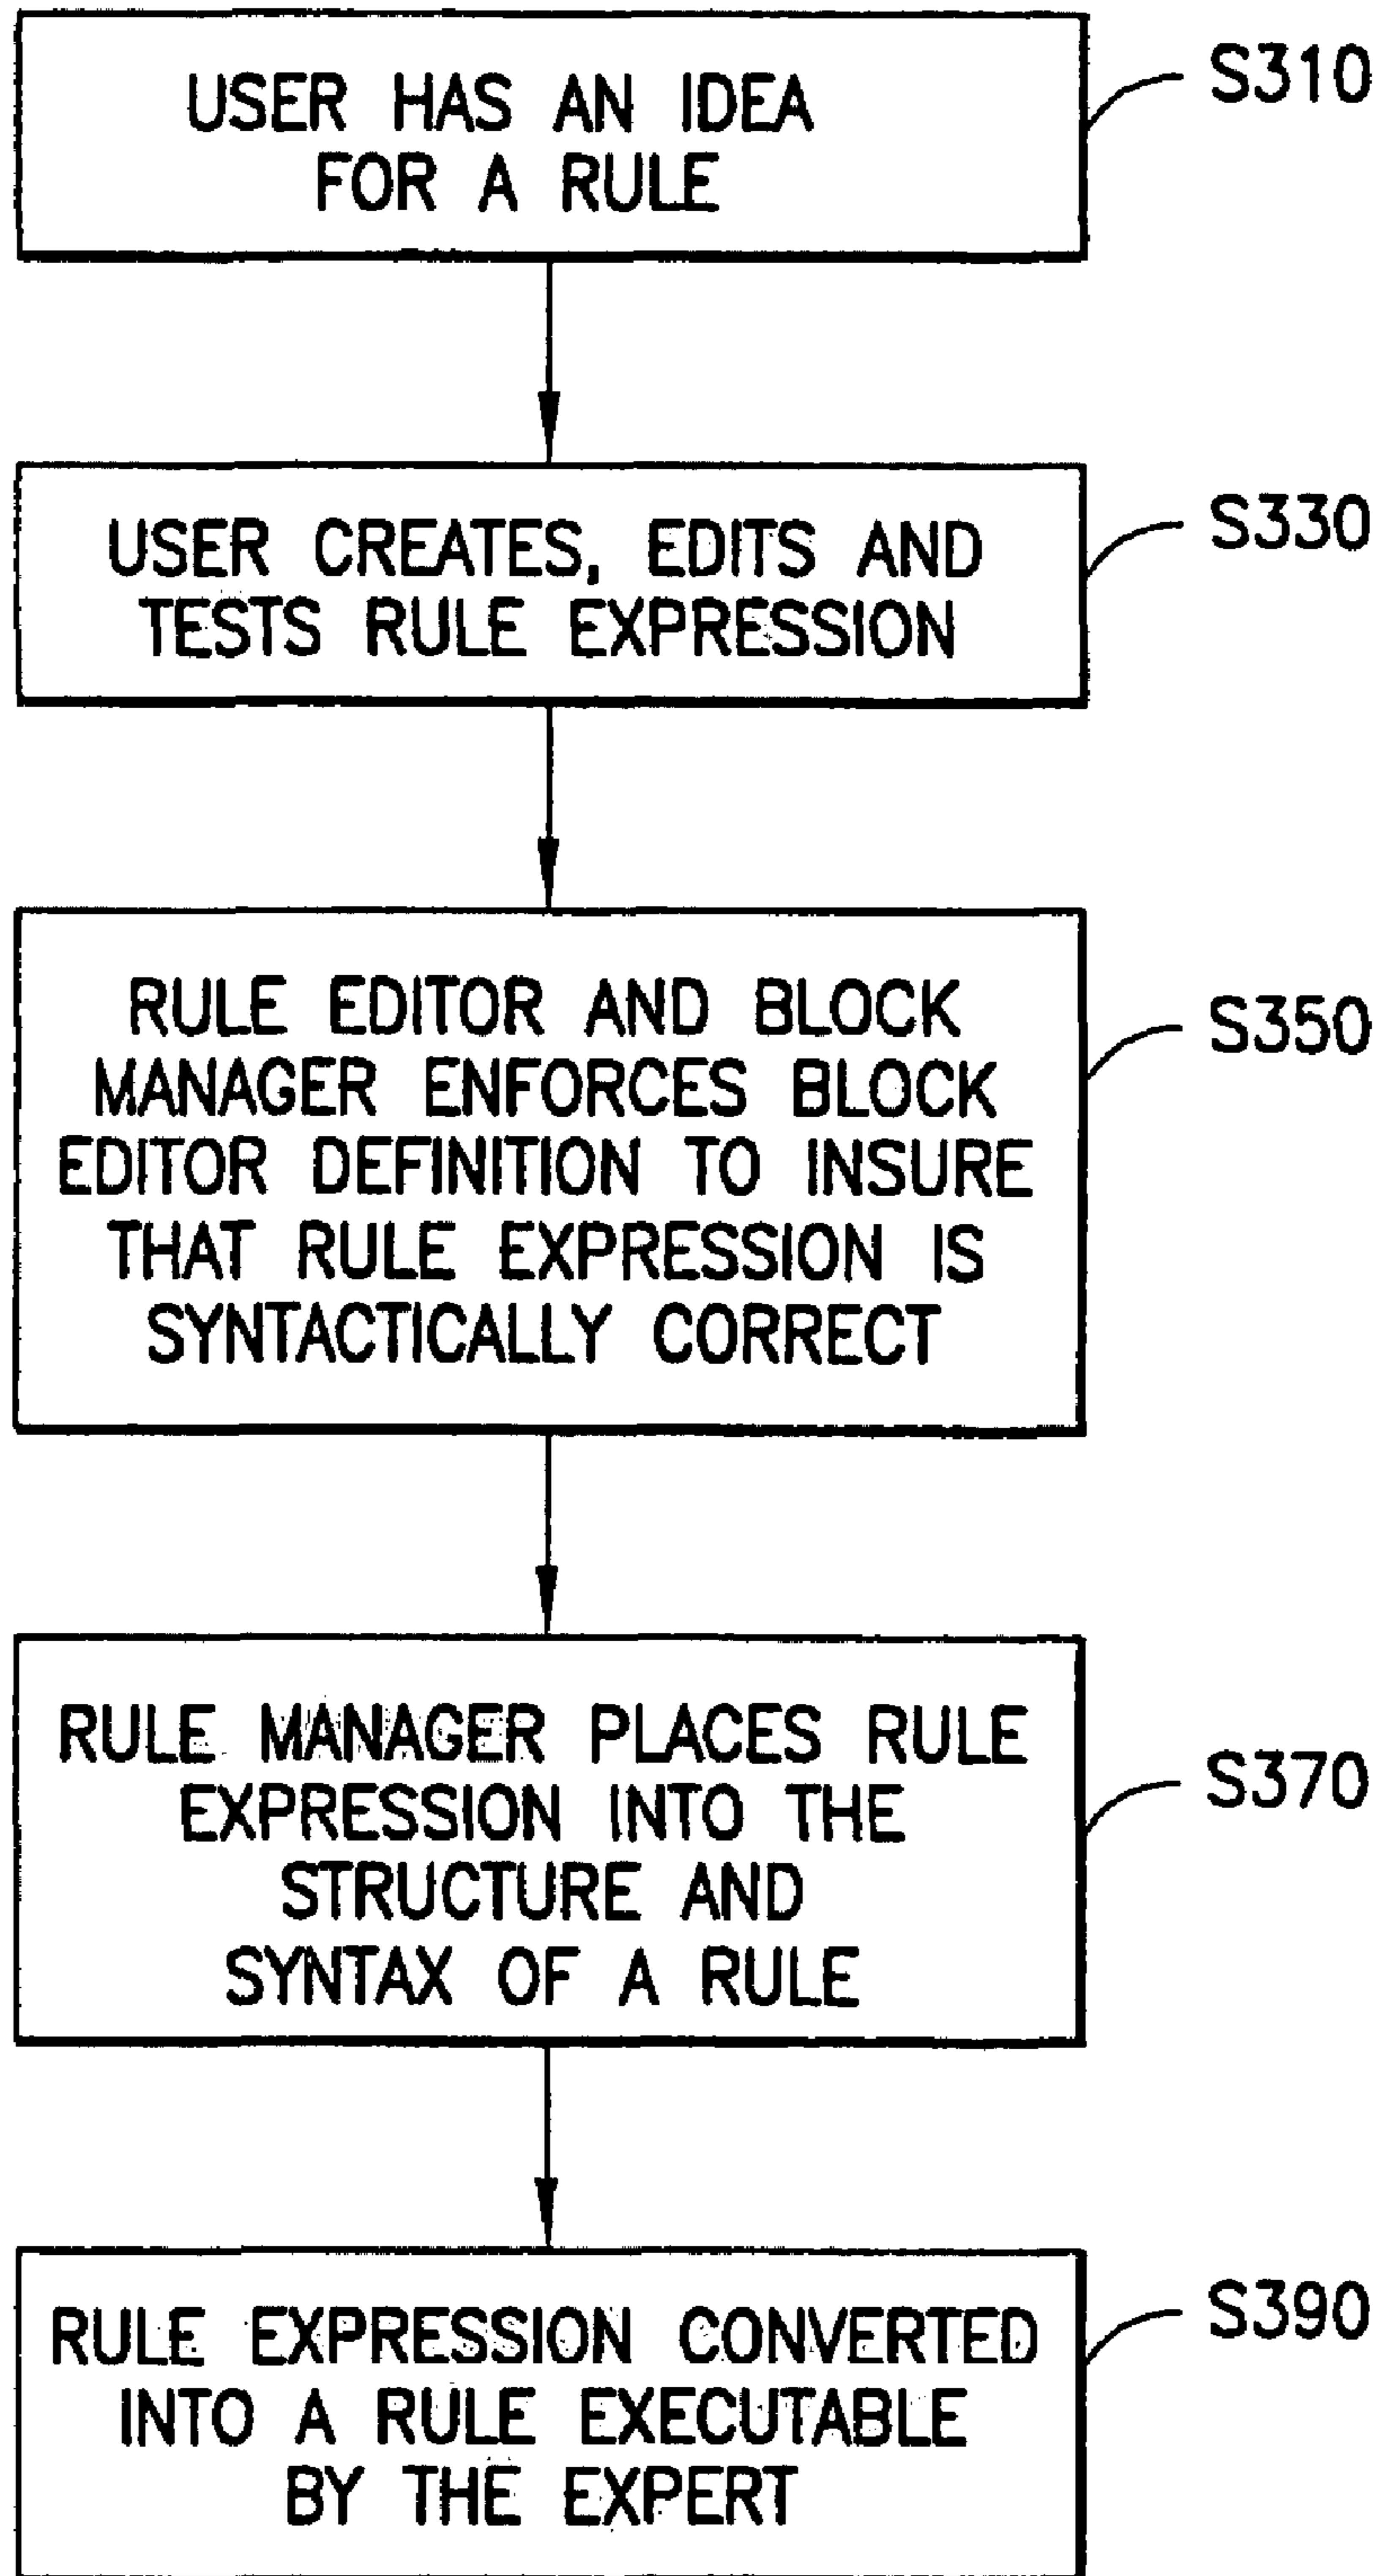 USER HAS AN IDEA
FOR A RULE
S310
USER CREATES, EDITS AND
TESTS RULE EXPRESSION
S330
RULE EDITOR AND BLOCK
MANAGER ENFORCES BLOCK
EDITOR DEFINITION TO INSURE
THAT RULE EXPRESSION IS
SYNTACTICALLY CORRECT
S350
RULE MANAGER PLACES RULE
EXPRESSION INTO THE
STRUCTURE AND
SYNTAX OF A RULE
S370
RULE EXPRESSION CONVERTED
INTO A RULE EXECUTABLE
BY THE EXPERT
S390